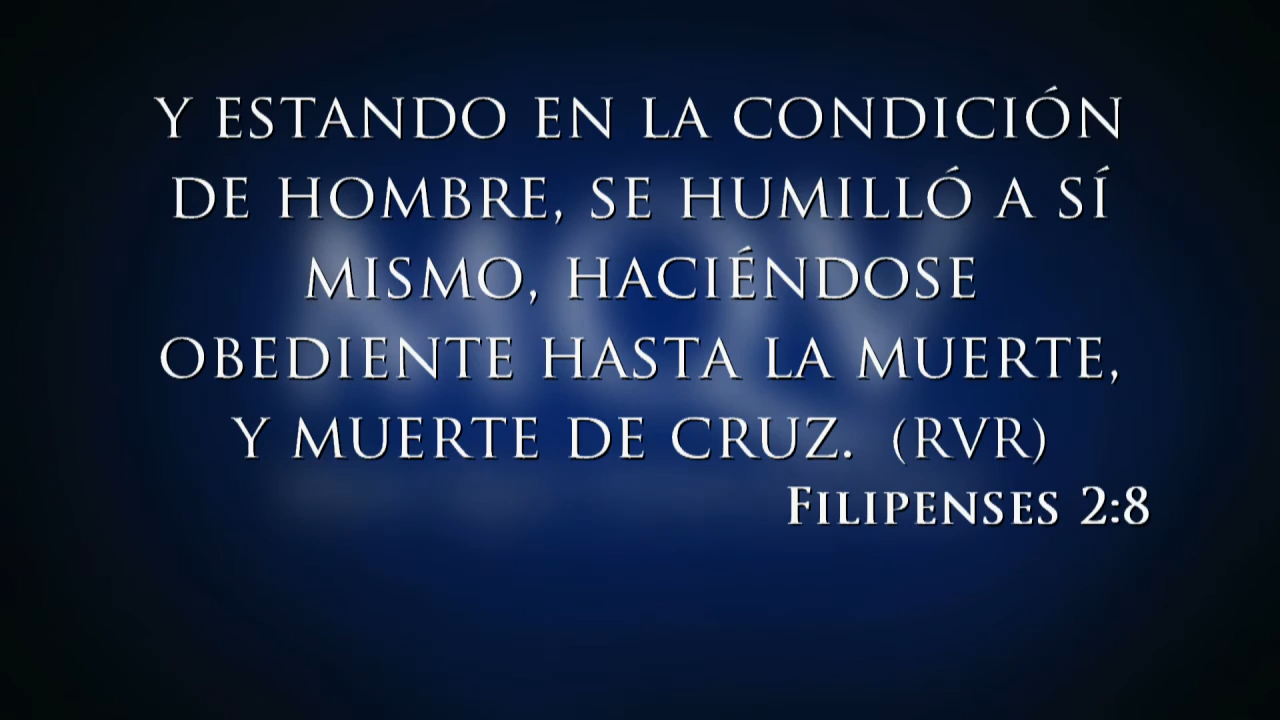 Y ESTANDO EN LA CONDICIÓN
DE HOMBRE, SE HUMILLÓ A SÍ
MISMO, HACIÉNDOSE
OBEDIENTE HASTA LA MUERTE,
Y MUERTE DE CRUZ. (RVR)
FILIPENSES 2:8